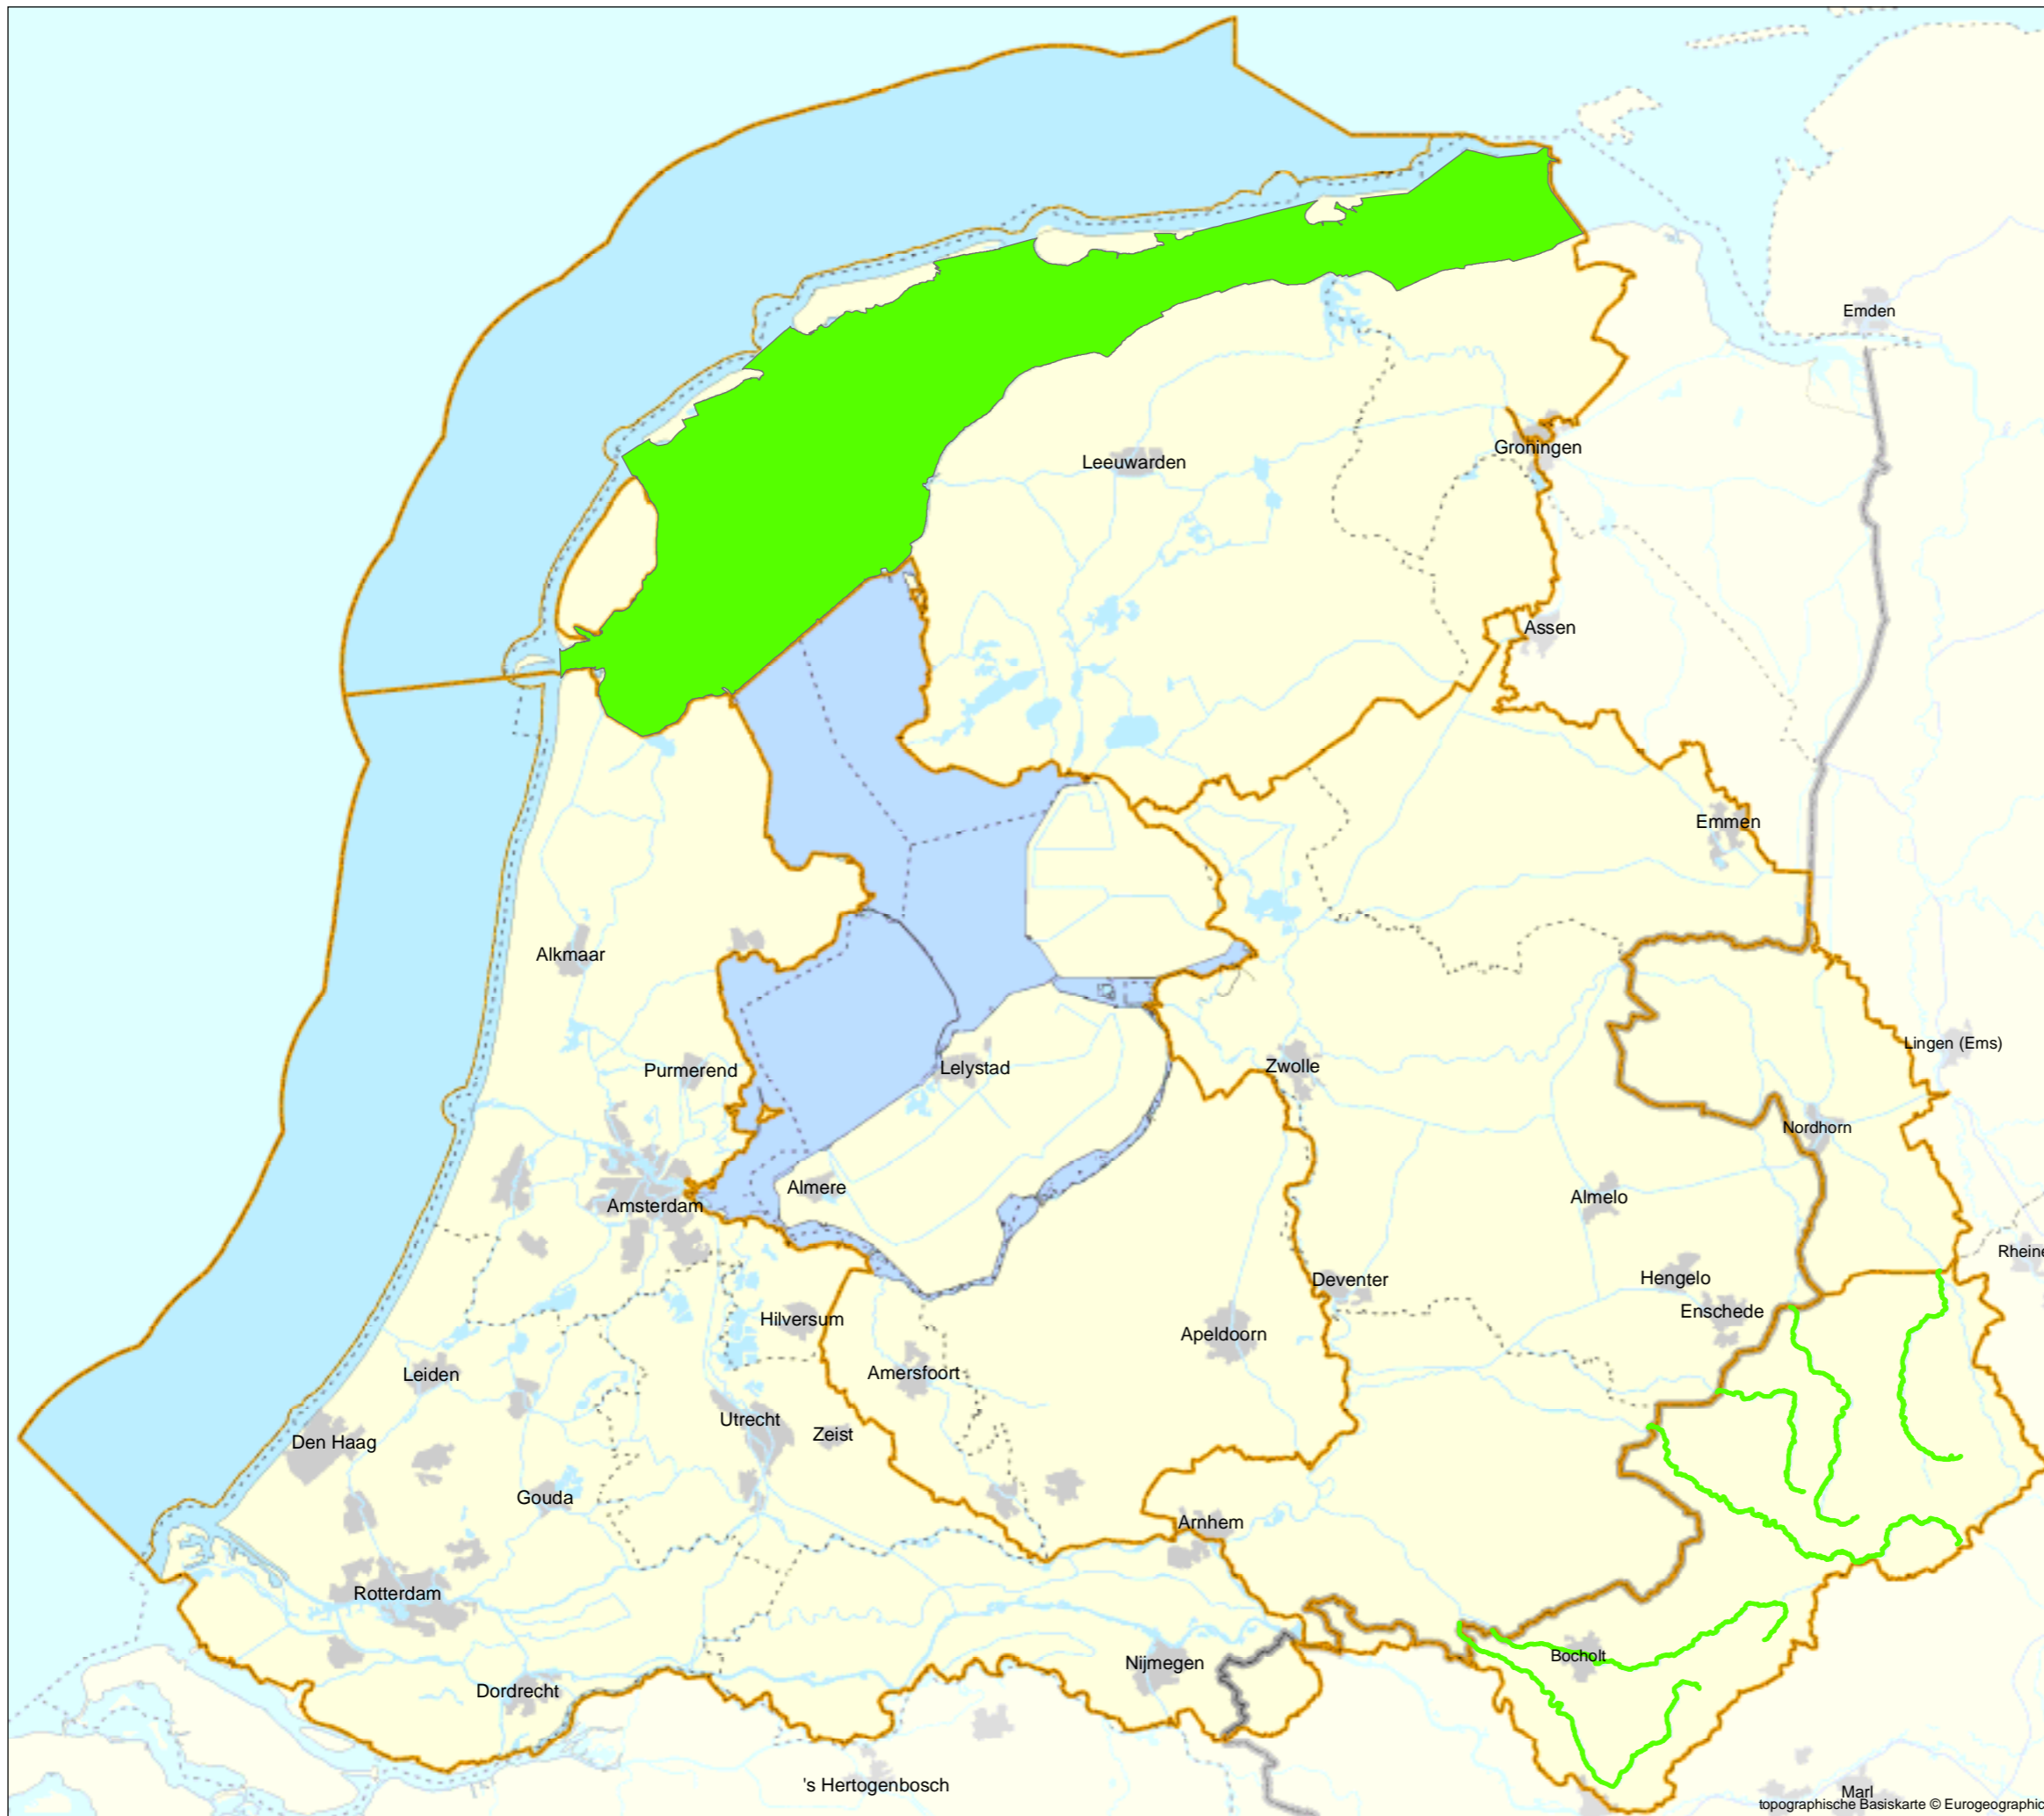 Emden
Groningen
Leeuwarden
Assen
Emmen
Alkmaar
Lingen (Ems)
Purmerend
Lelystad
Zwolle
Nordhorn
Almere
Almelo
Amsterdam
Rheine
Hengelo
Deventer
Enschede
Hilversum
Apeldoorn
Leiden
Amersfoort
Utrecht
Zeist
Den Haag
Gouda
Arnhem
Rotterdam
Bocholt
Nijmegen
Dordrecht
's Hertogenbosch
Marl
topographische Basiskarte © Eurogeographic